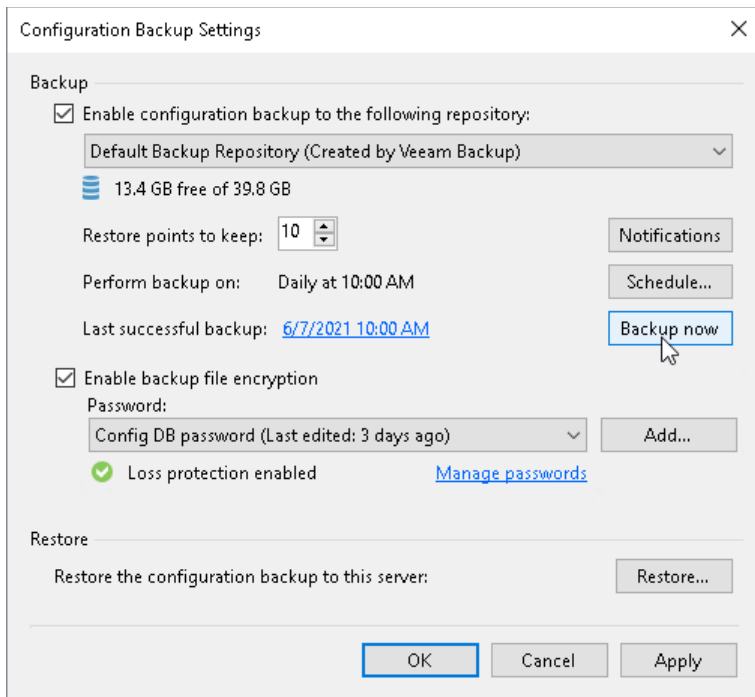 Configuration Backup Settings
Backup
Enable configuration backup to the following repository:
Default Backup Repository (Created by Veeam Backup)
13.4 GB free of 39.8 GB
Restore points to keep: 10 Notifications
Perform backup on: Daily at 10:00 AM Schedule...
Last successful backup: 6/7/2021 10:00 AM Backup now
Enable backup file encryption
Password:
Config DB password (Last edited: 3 days ago) Add...
Loss protection enabled Manage passwords
Restore
Restore the configuration backup to this server: Restore...
OK Cancel Apply